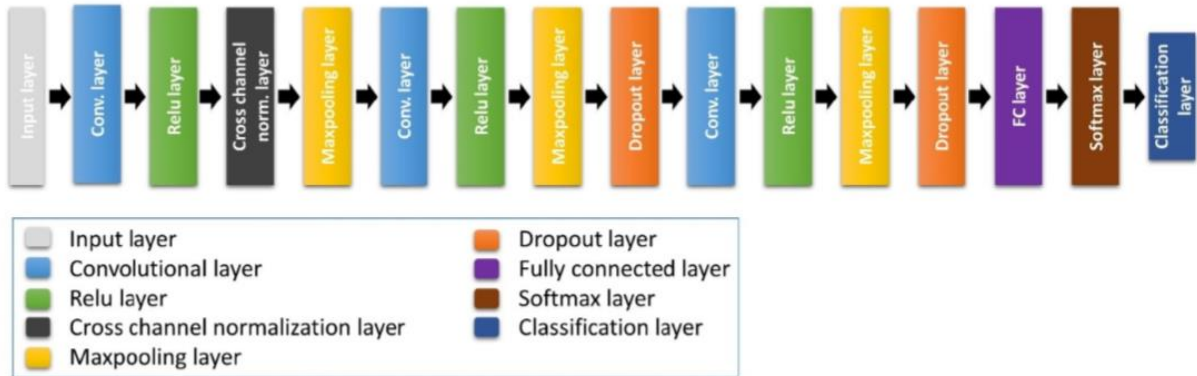 Input layer
Conv. layer
Relu layer
Cross channel
norm. layer
Maxpooling layer
Conv. layer
Relu layer
Maxpooling layer
Dropout layer
Conv. layer
Relu layer
Maxpooling layer
Dropout layer
FC layer
Softmax layer
Classification
layer
Input layer
Convolutional layer
Relu layer
Cross channel normalization layer
Maxpooling layer
Dropout layer
Fully connected layer
Softmax layer
Classification layer